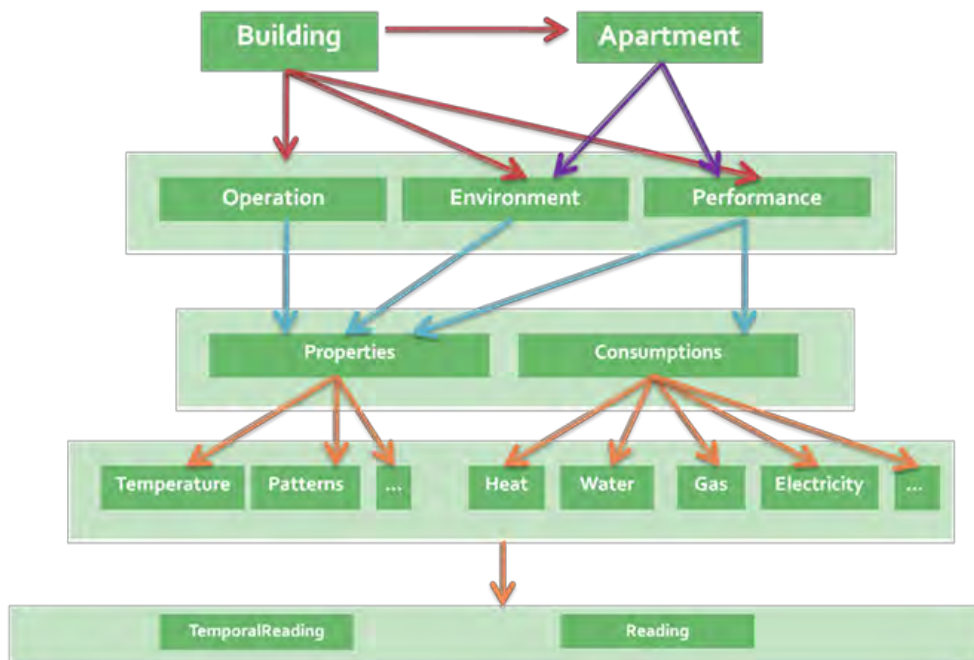 Building
Apartment
Operation
Environment
Performance
Properties
Consumptions
Temperature
Patterns
...
Heat
Water
Gas
Electricity
...
TemporalReading
Reading